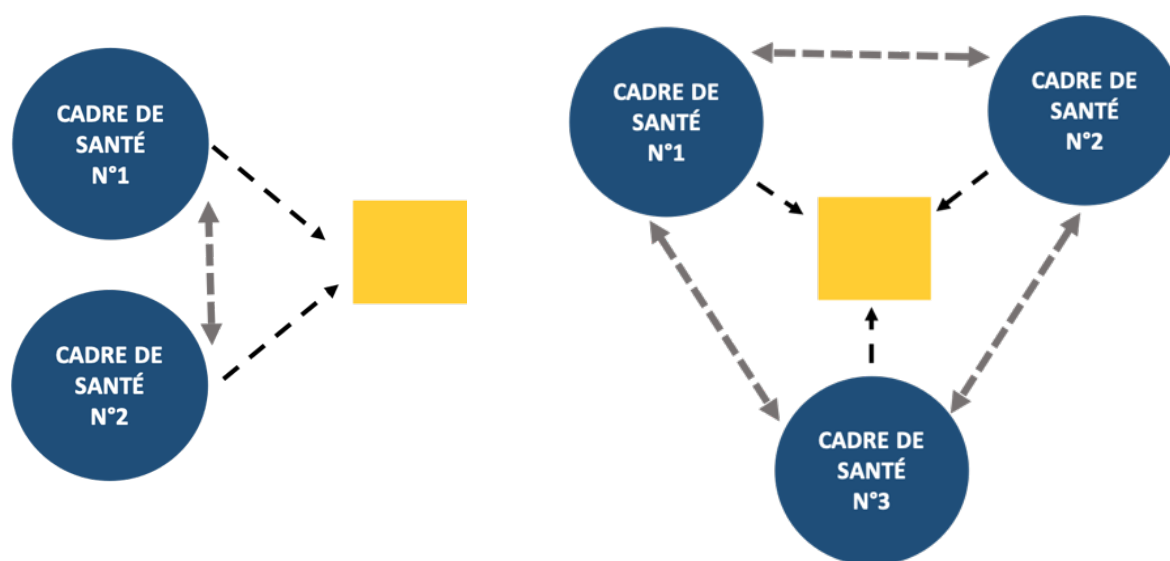 CADRE DE
SANTÉ
N°1
CADRE DE
SANTÉ
N°2
CADRE DE
SANTÉ
N°1
CADRE DE
SANTÉ
N°2
CADRE DE
SANTÉ
N°3